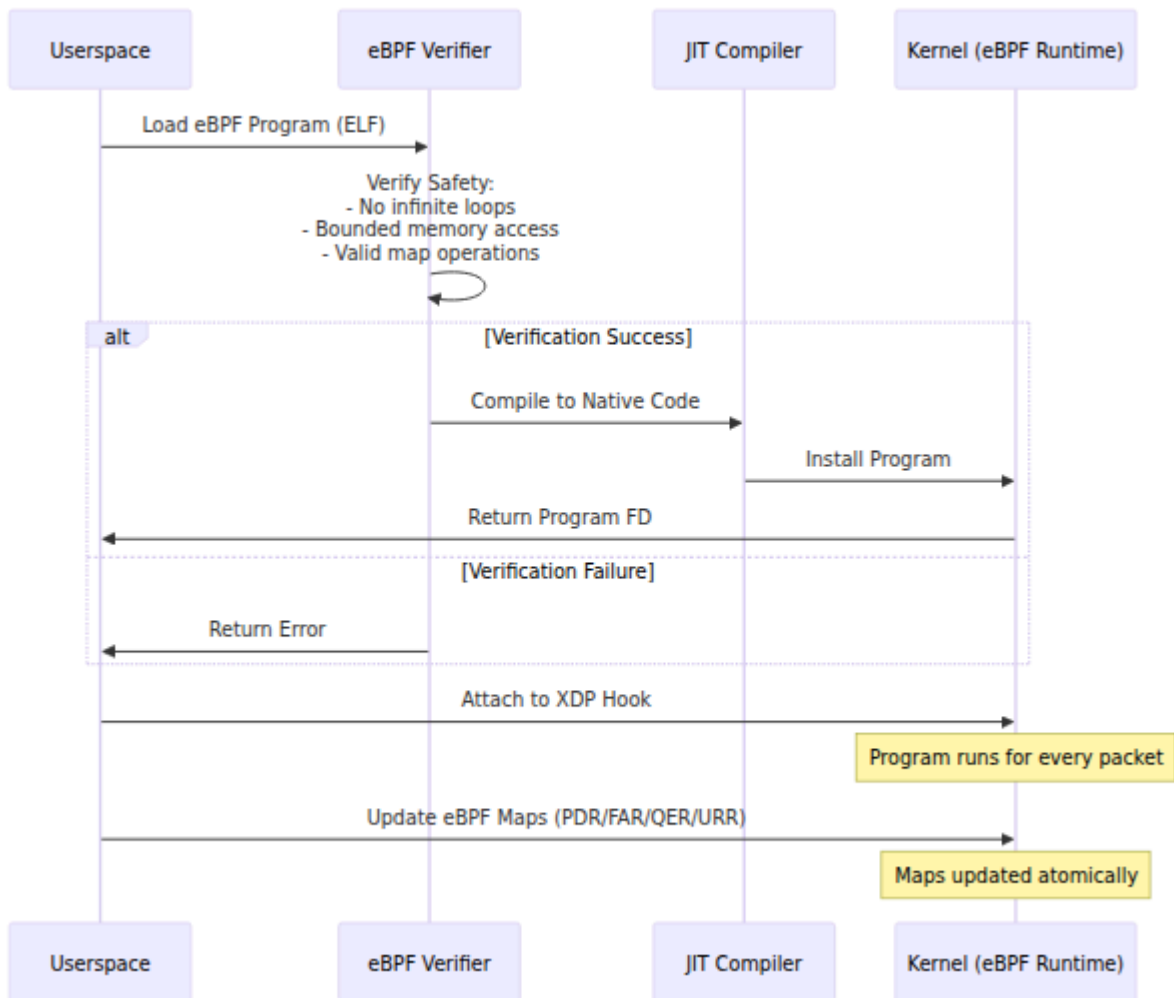 Userspace
eBPF Verifier
JIT Compiler
Kernel (eBPF Runtime)
Load eBPF Program (ELF)
Verify Safety:
- No infinite loops
- Bounded memory access
- Valid map operations
alt
[Verification Success]
Compile to Native Code
Install Program
Return Program FD
[Verification Failure]
Return Error
Attach to XDP Hook
Program runs for every packet
Update eBPF Maps (PDR/FAR/QER/URR)
Maps updated atomically
Userspace
eBPF Verifier
JIT Compiler
Kernel (eBPF Runtime)